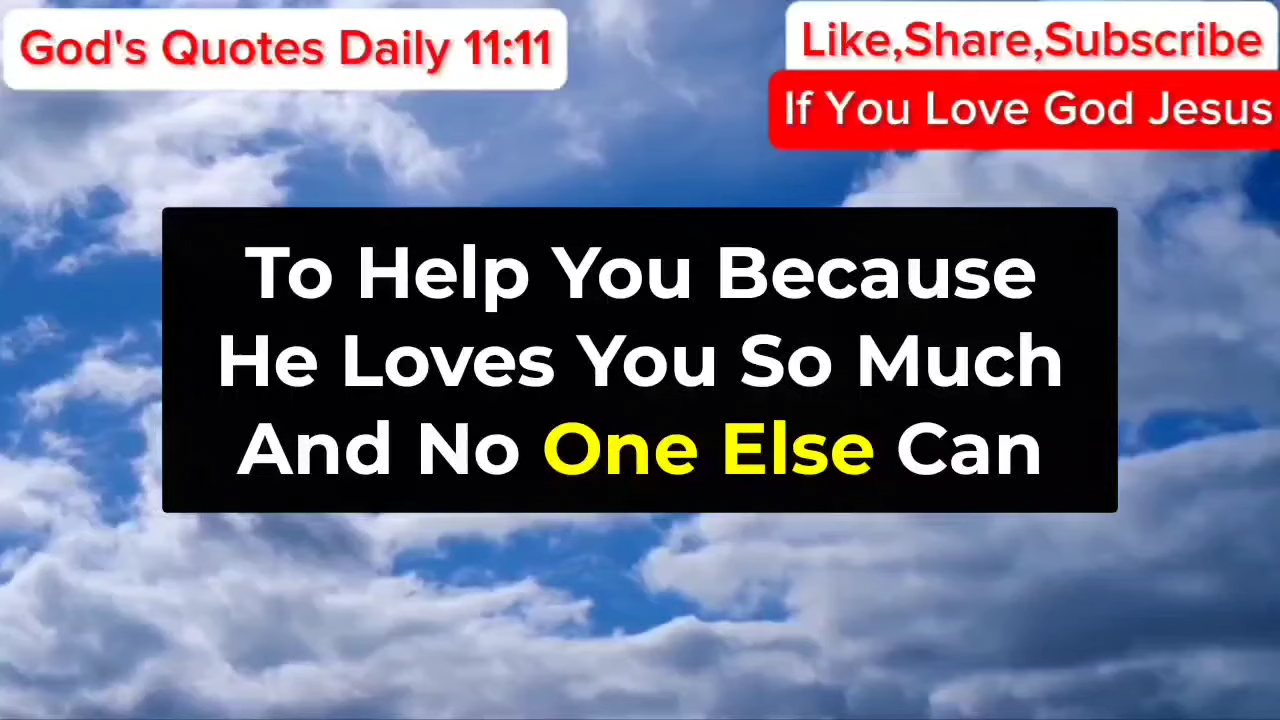 God's Quotes Daily 11:11
Like,Share,Subscribe
If You Love God Jesus
To Help You Because
He Loves You So Much
And No One Else Can